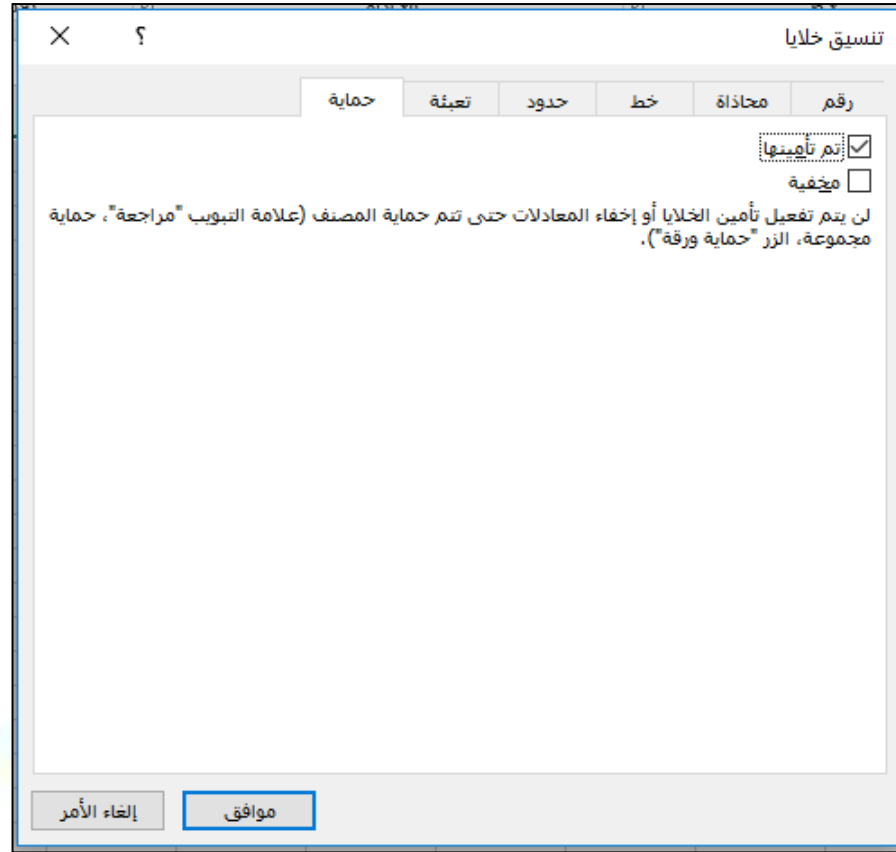 تنسيق خلايا
؟
رقم
محاذاة
خط
حدود
تعبئة
حماية
تم تأمينها
مخفية
لن يتم تفعيل تأمين الخلايا أو إخفاء المعادلات حتى تتم حماية المصنف (علامة التبويب "مراجعة"، حماية
مجموعة، الزر "حماية ورقة").
موافق
إلغاء الأمر